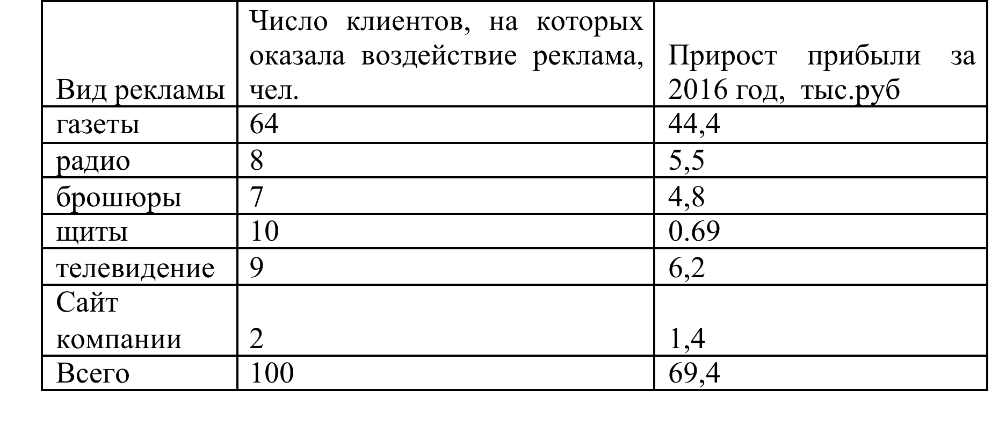 Вид рекламы
Число клиентов, на которых
оказала воздействие реклама,
чел.
Прирост прибыли за
2016 год, тыс.руб
газеты 64 44,4
радио 8 5,5
брошюры 7 4,8
щиты 10 0.69
телевидение 9 6,2
Сайт
компании 2 1,4
Всего 100 69,4